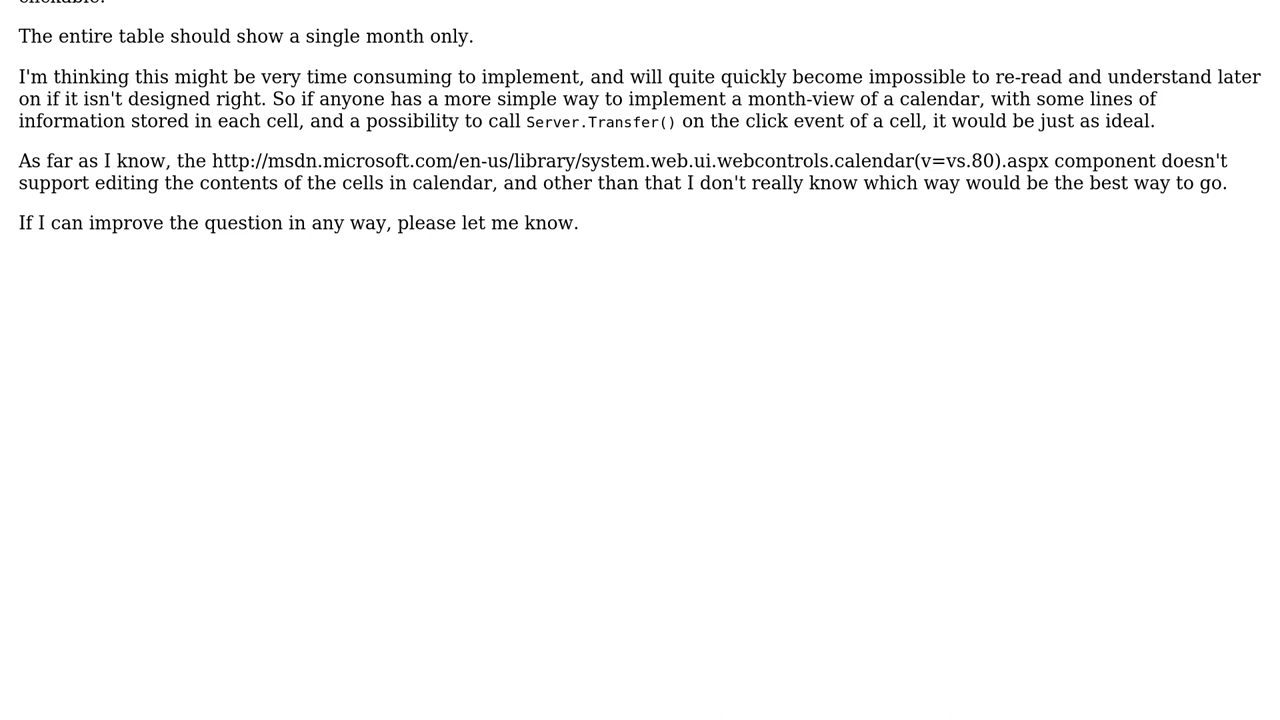 clickable.
The entire table should show a single month only.
I'm thinking this might be very time consuming to implement, and will quite quickly become impossible to re-read and understand later
on if it isn't designed right. So if anyone has a more simple way to implement a month-view of a calendar, with some lines of
information stored in each cell, and a possibility to call Server.Transfer() on the click event of a cell, it would be just as ideal.
As far as I know, the http://msdn.microsoft.com/en-us/library/system.web.ui.webcontrols.calendar(v=vs.80).aspx component doesn't
support editing the contents of the cells in calendar, and other than that I don't really know which way would be the best way to go.
If I can improve the question in any way, please let me know.